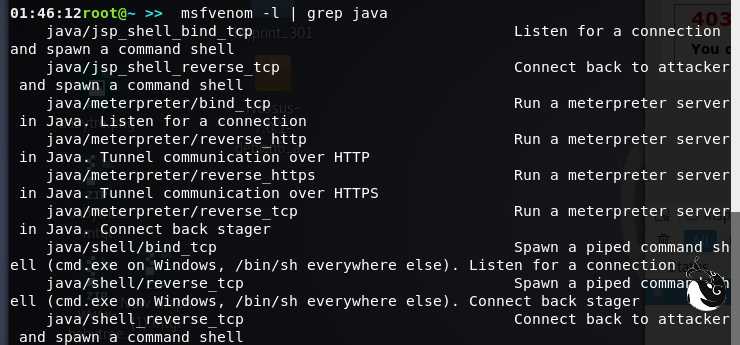 01:46:12root@~ >> msfvenom -l | grep java
java/jsp_shell_bind_tcp Listen for a connection
and spawn a command shell
java/jsp_shell_reverse_tcp Connect back to attacker
and spawn a command shell
java/meterpreter/bind_tcp Run a meterpreter server
in Java. Listen for a connection
java/meterpreter/reverse_http Run a meterpreter server
in Java. Tunnel communication over HTTP
java/meterpreter/reverse_https Run a meterpreter server
in Java. Tunnel communication over HTTPS
java/meterpreter/reverse_tcp Run a meterpreter server
in Java. Connect back stager
java/shell/bind_tcp Spawn a piped command sh
ell (cmd.exe on Windows, /bin/sh everywhere else). Listen for a connection
java/shell/reverse_tcp Spawn a piped command sh
ell (cmd.exe on Windows, /bin/sh everywhere else). Connect back stager
java/shell_reverse_tcp Connect back to attacker
and spawn a command shell
403